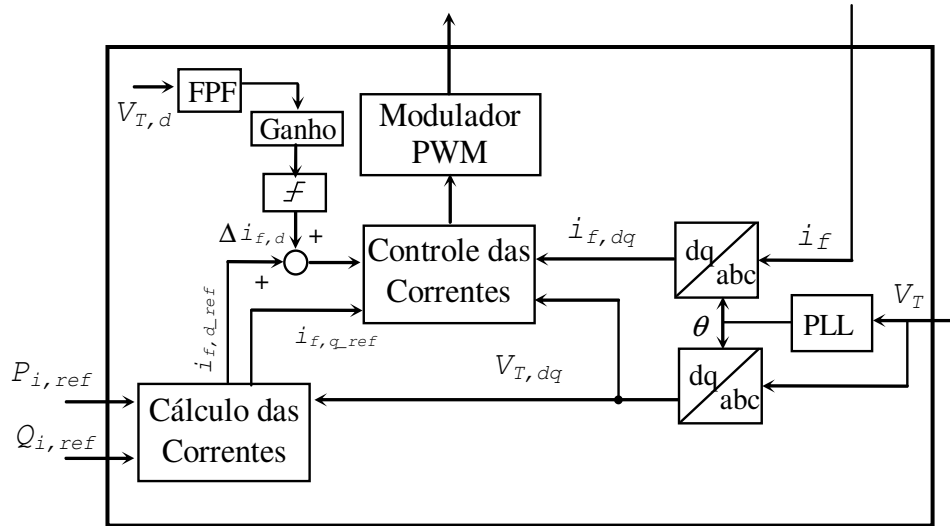 FPF
V_{T,d}
Ganho
Modulador
PWM
Δ i_{f,d}
+
+
Controle das
Correntes
i_{f,dq}
dq
abc
i_f
θ
PLL
V_T
i_{f,d_ref}
i_{f,q_ref}
V_{T,dq}
dq
abc
P_{i,ref}
Q_{i,ref}
Cálculo das
Correntes